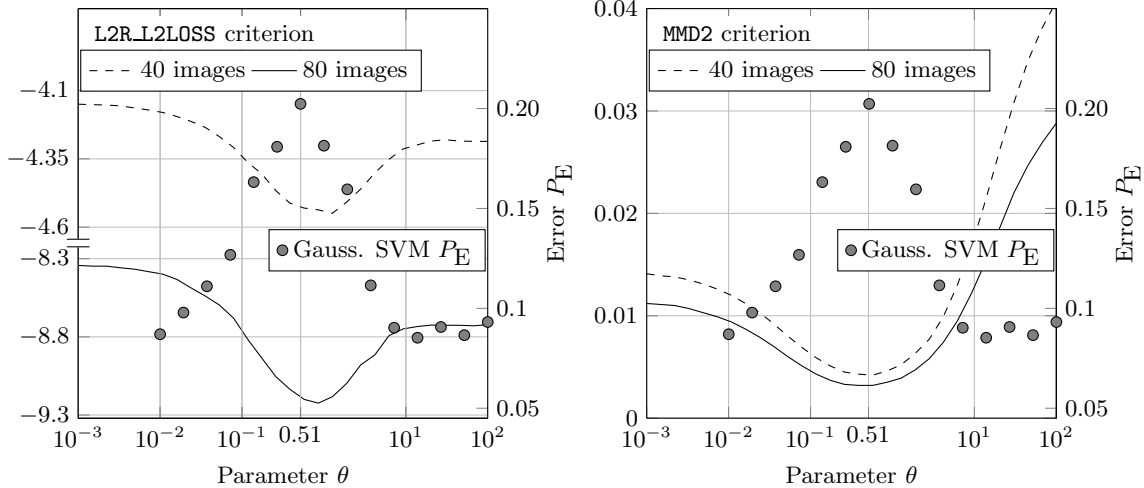 L2R_L2LOSS criterion
40 images
80 images
−4.1
−4.35
−4.6
−8.3
−8.8
−9.3
0.20
0.15
0.1
0.05
Error P_E
Gauss. SVM P_E
10^−3
10^−2
10^−1
0.51
10^1
10^2
Parameter θ
MMD2 criterion
40 images
80 images
0.04
0.03
0.02
0.01
0
0.20
0.15
0.1
0.05
Error P_E
Gauss. SVM P_E
10^−3
10^−2
10^−1
0.51
10^1
10^2
Parameter θ